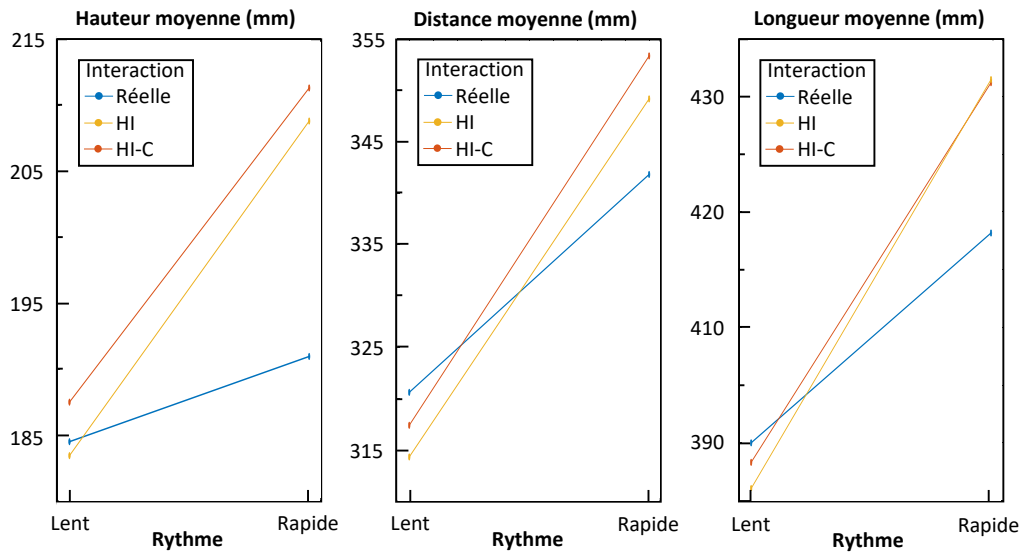 Hauteur moyenne (mm)
215
205
195
185
Interaction
Réelle
HI
HI-C
Lent
Rapide
Rythme
Distance moyenne (mm)
355
345
335
325
315
Interaction
Réelle
HI
HI-C
Lent
Rapide
Rythme
Longueur moyenne (mm)
430
420
410
390
Interaction
Réelle
HI
HI-C
Lent
Rapide
Rythme